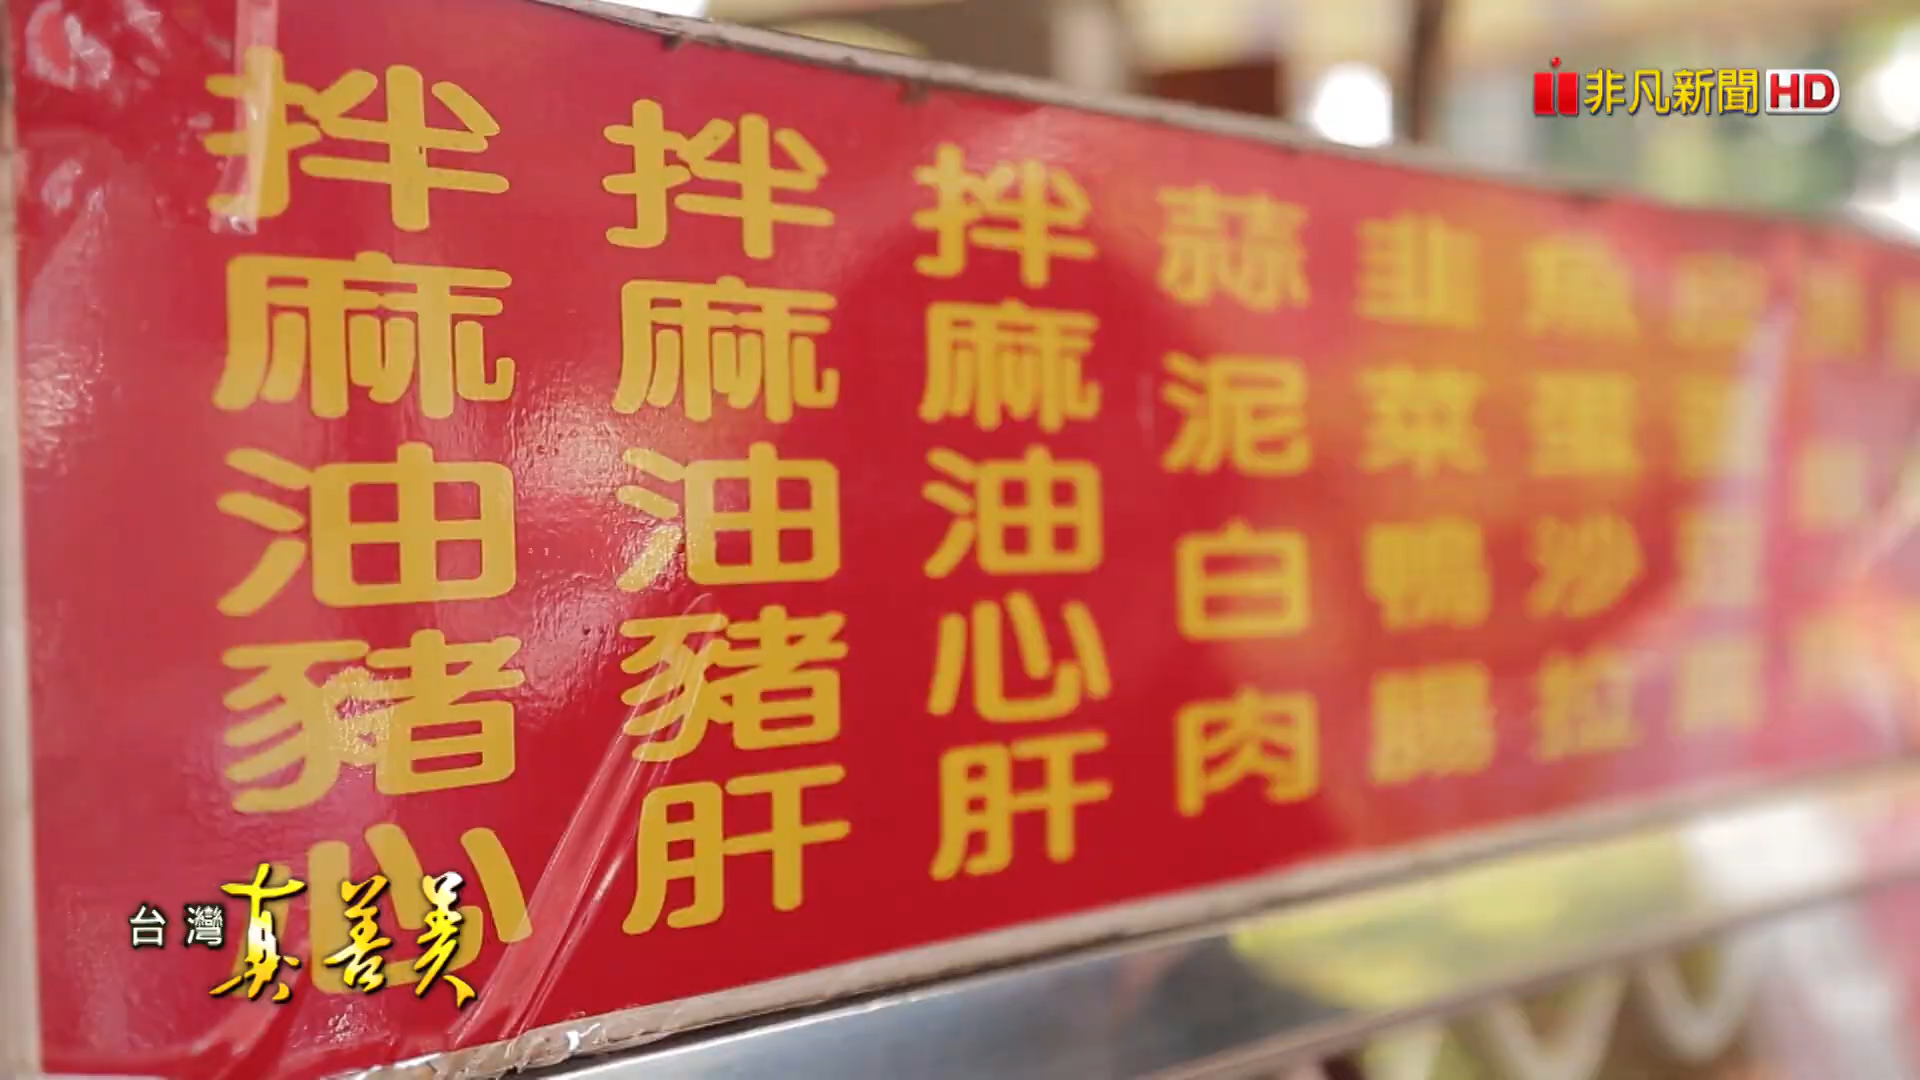 非凡新聞HD
拌麻油豬心
拌麻油豬肝
拌麻油心肝
蒜泥白肉
韭菜鴨腸
魚蛋沙拉
台灣真善美